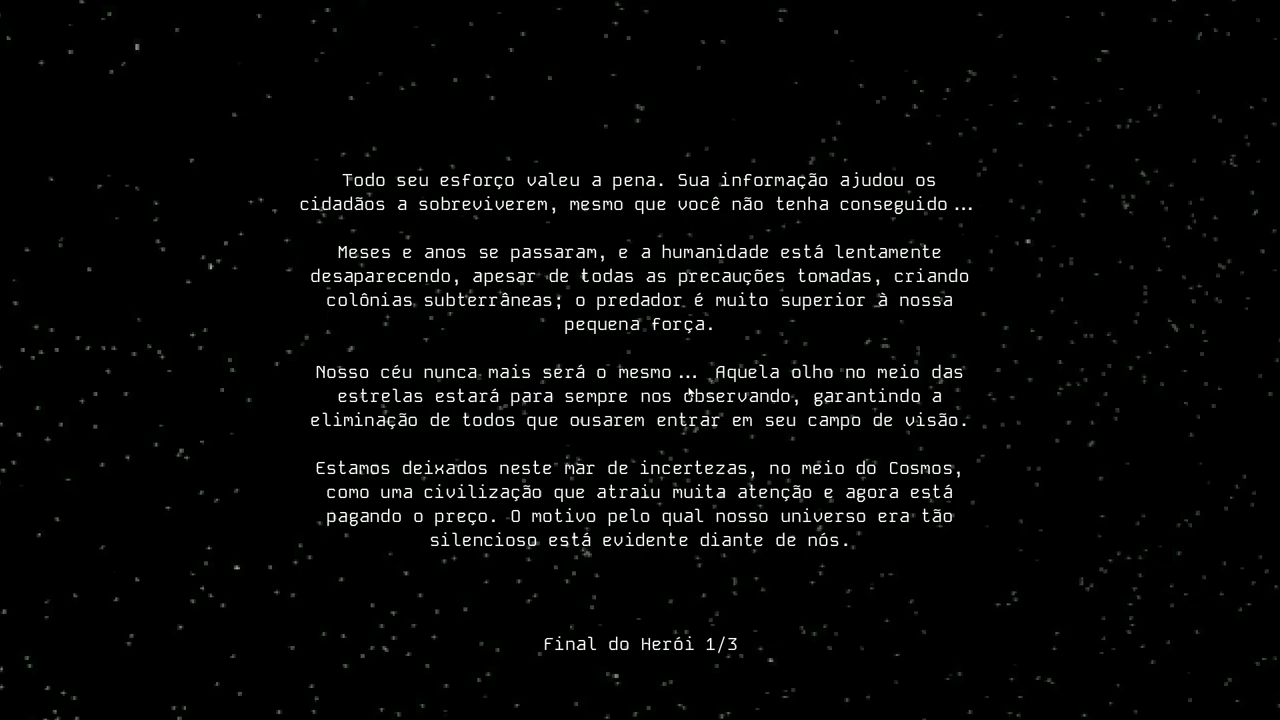 Todo seu esforço valeu a pena. Sua informação ajudou os
cidadãos a sobreviverem, mesmo que você não tenha conseguido...
Meses e anos se passaram, e a humanidade está lentamente
desaparecendo, apesar de todas as precauções tomadas, criando
colônias subterrâneas; o predador é muito superior à nossa
pequena força.
Nosso céu nunca mais será o mesmo... Aquela olho no meio das
estrelas estará para sempre nos observando, garantindo a
eliminação de todos que ousarem entrar em seu campo de visão.
Estamos deixados neste mar de incertezas, no meio do Cosmos,
como uma civilização que atraiu muita atenção e agora está
pagando o preço. O motivo pelo qual nosso universo era tão
silencioso está evidente diante de nós.
Final do Herói 1/3